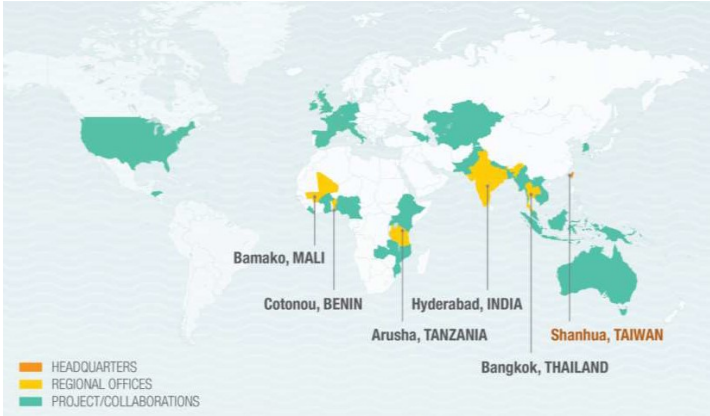 Bamako, MALI
Cotonou, BENIN
Hyderabad, INDIA
Arusha, TANZANIA
Shanhua, TAIWAN
Bangkok, THAILAND
HEADQUARTERS
REGIONAL OFFICES
PROJECT/COLLABORATIONS